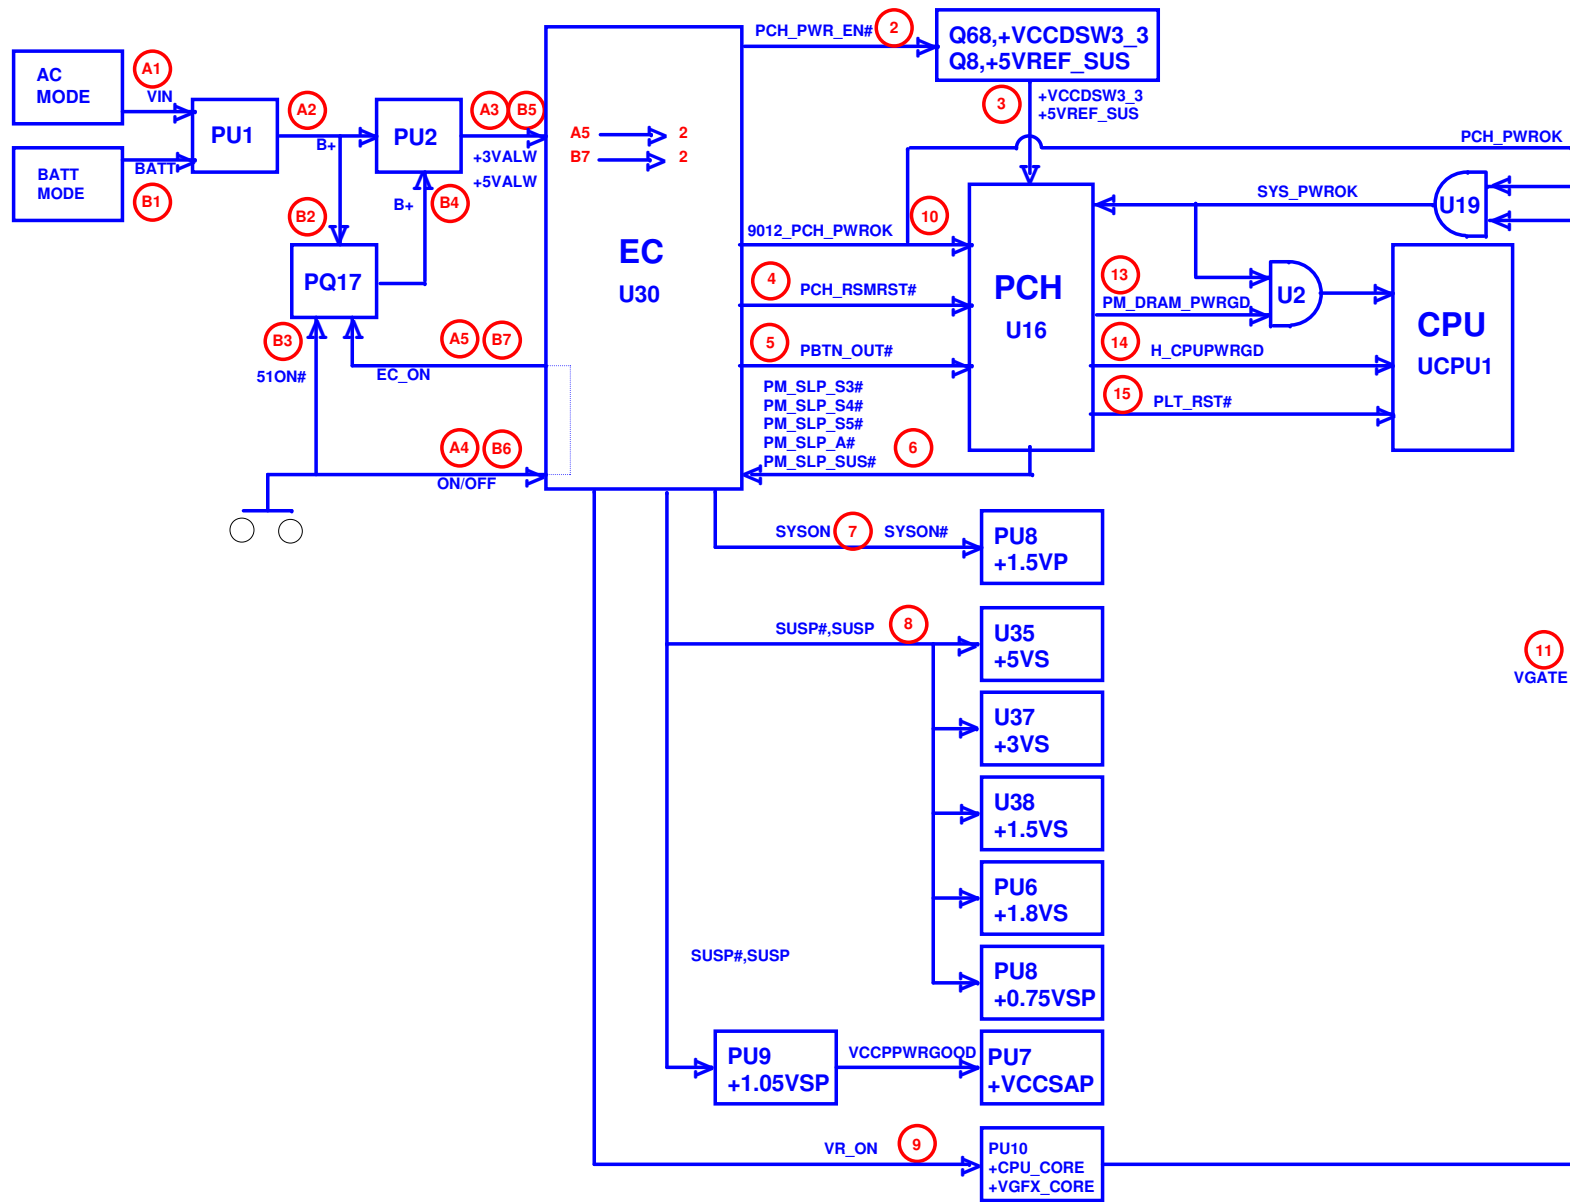 PCH_PWR_EN#
2
Q68,+VCCDSW3_3
Q8,+5VREF_SUS
AC
MODE
A1
VIN
BATT
MODE
BATT
B1
PU1
A2
B+
PU2
A3
B5
+3VALW
+5VALW
A5
2
B7
2
3
+VCCDSW3_3
+5VREF_SUS
PCH_PWROK
B2
B+
B4
PQ17
B3
51ON#
A5
B7
EC_ON
A4
B6
ON/OFF
EC
U30
9012_PCH_PWROK
10
4
PCH_RSMRST#
5
PBTN_OUT#
PM_SLP_S3#
PM_SLP_S4#
PM_SLP_S5#
PM_SLP_A#
PM_SLP_SUS#
6
PCH
U16
SYS_PWROK
U19
13
PM_DRAM_PWRGD
U2
14
H_CPUPWRGD
15
PLT_RST#
CPU
UCPU1
SYSON
7
SYSON#
PU8
+1.5VP
SUSP#,SUSP
8
U35
+5VS
11
VGATE
U37
+3VS
U38
+1.5VS
PU6
+1.8VS
SUSP#,SUSP
PU8
+0.75VSP
PU9
+1.05VSP
VCCPPWRGOOD
PU7
+VCCSAP
VR_ON
9
PU10
+CPU_CORE
+VGFX_CORE